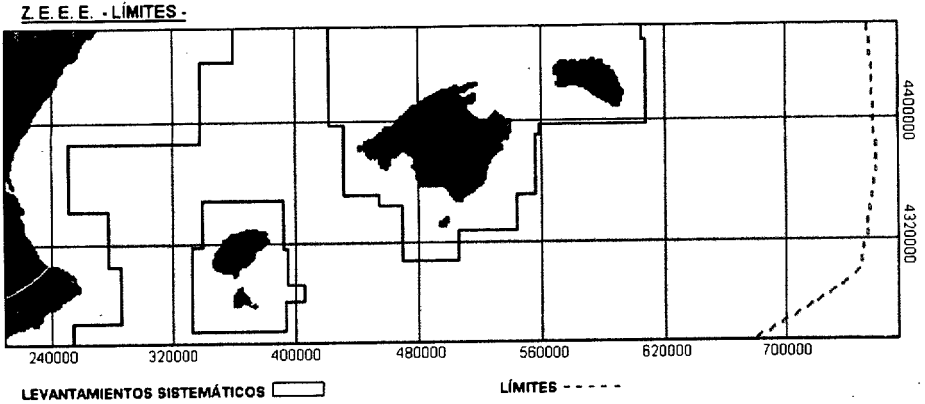 Z. E. E. E. - LÍMITES -
4400000
4320000
240000 320000 400000 480000 560000 620000 700000
LEVANTAMIENTOS SISTEMÁTICOS
LÍMITES